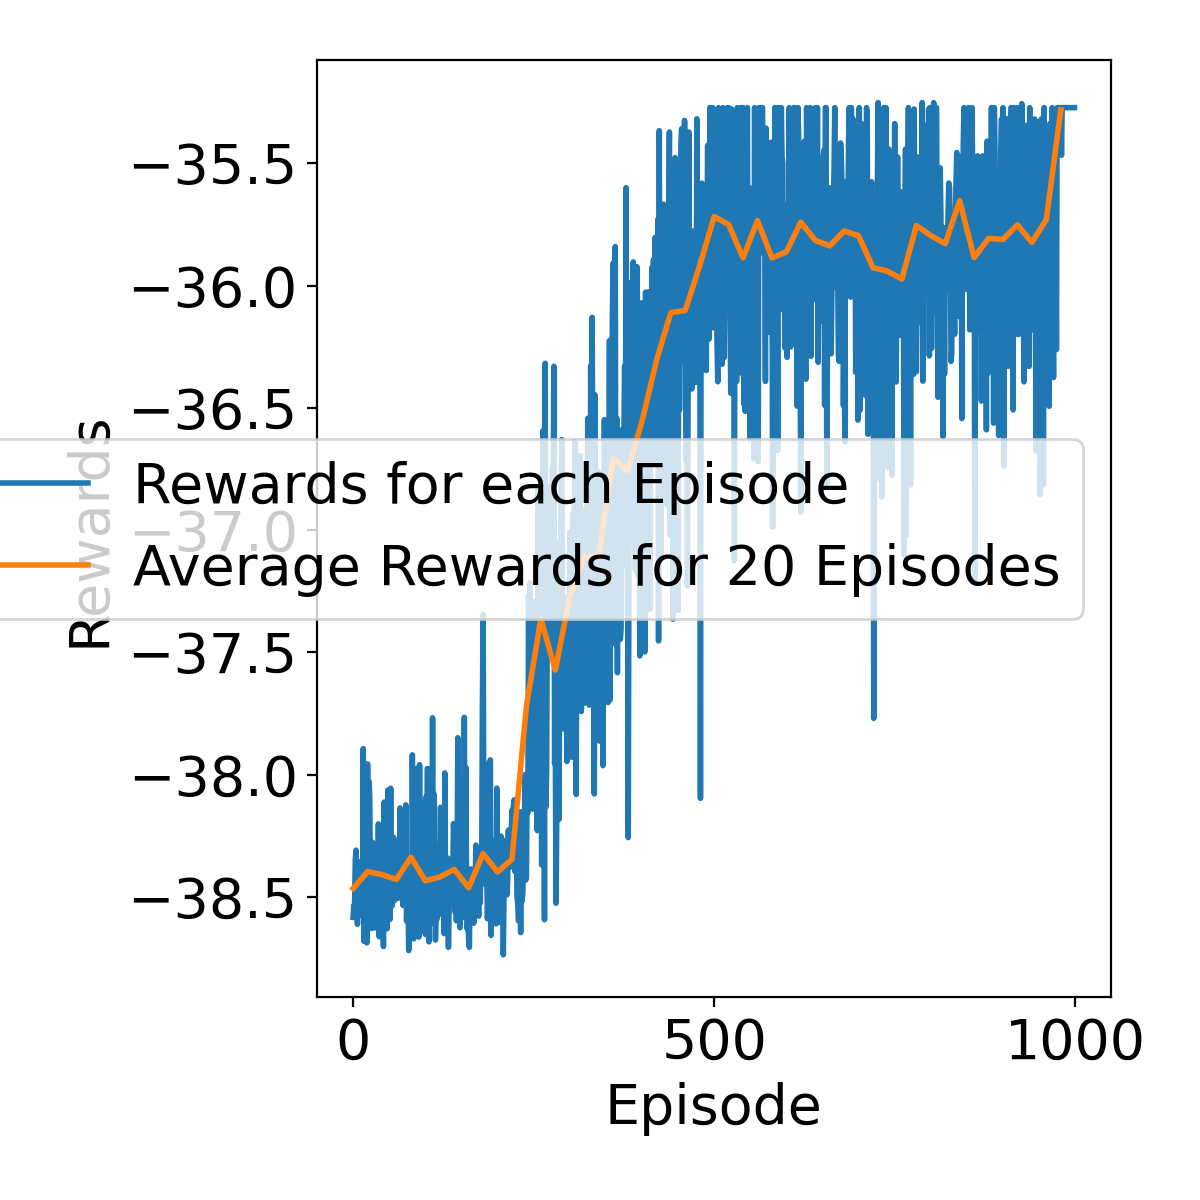 −35.5
−36.0
−36.5
−37.0
−37.5
−38.0
−38.5
Rewards
Rewards for each Episode
Average Rewards for 20 Episodes
0 500 1000
Episode